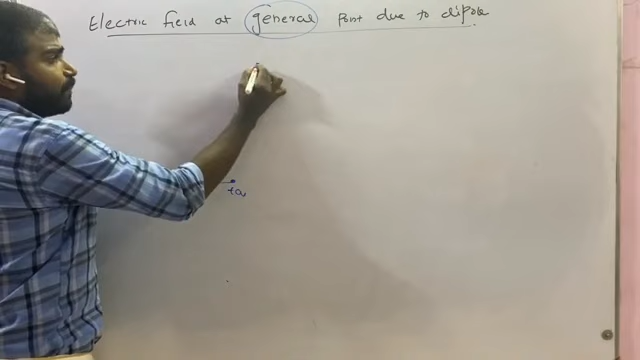 Electric field at general point due to dipole
+q